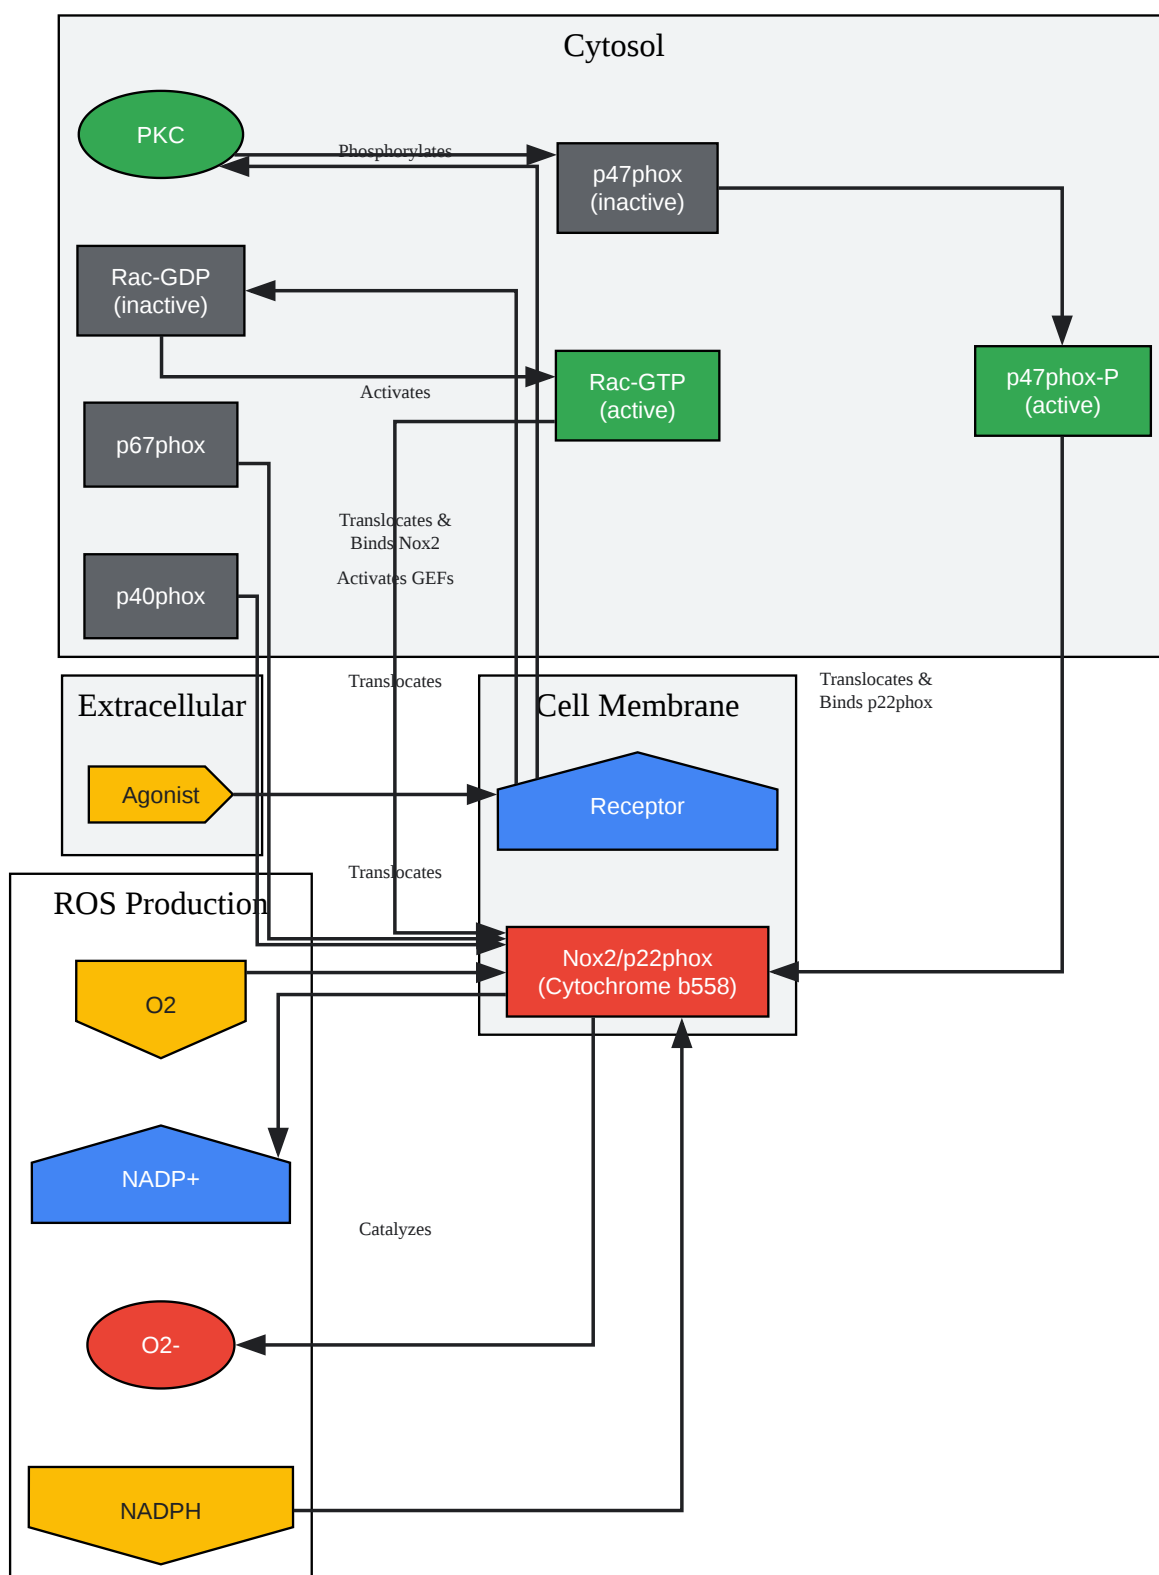 Cytosol
PKC
Phosphorylates
p47phox
(inactive)
Rac-GDP
(inactive)
Activates
Rac-GTP
(active)
p47phox-P
(active)
p67phox
Translocates &
Binds Nox2
Activates GEFs
p40phox
Translocates
Translocates &
Binds p22phox
Extracellular
Cell Membrane
Agonist
Receptor
Translocates
ROS Production
Nox2/p22phox
(Cytochrome b558)
O2
NADP+
Catalyzes
O2-
NADPH